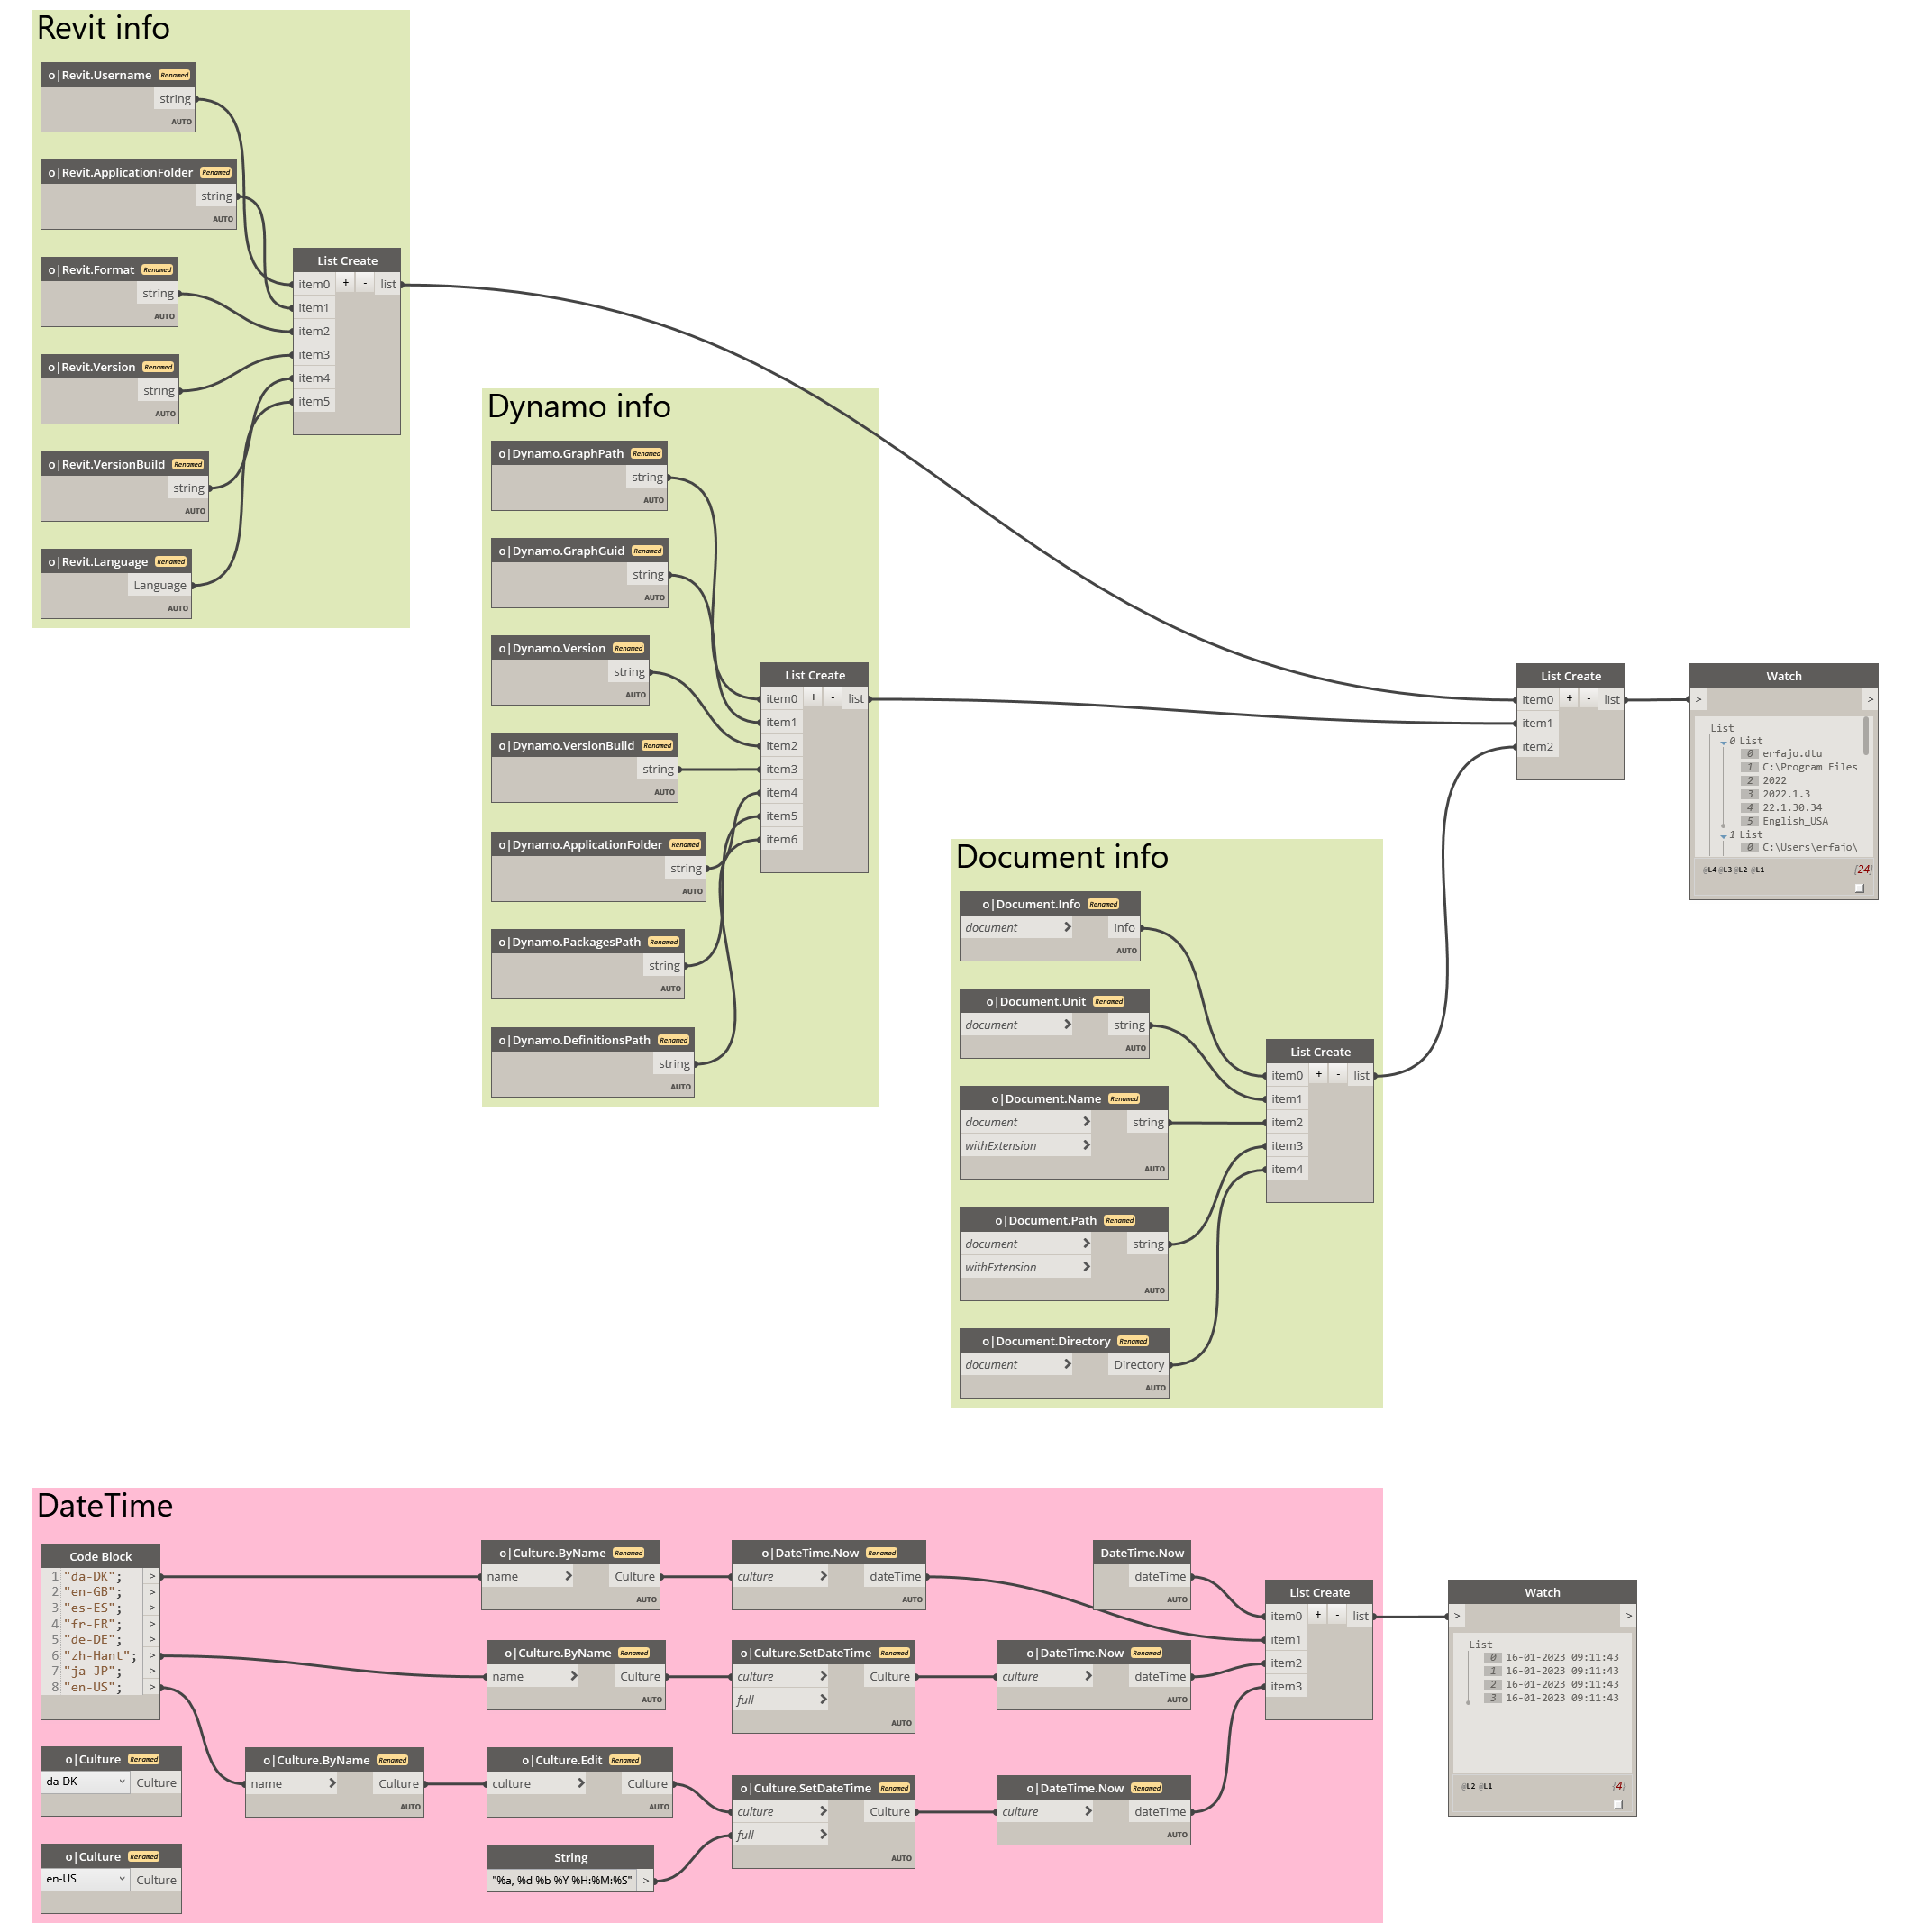 Revit info
o|Revit.Username Renamed
string
AUTO
o|Revit.ApplicationFolder Renamed
string
AUTO
o|Revit.Format Renamed
string
AUTO
o|Revit.Version Renamed
string
AUTO
o|Revit.VersionBuild Renamed
string
AUTO
o|Revit.Language Renamed
Language
AUTO
List Create
item0 + - list
item1
item2
item3
item4
item5
Dynamo info
o|Dynamo.GraphPath Renamed
string
AUTO
o|Dynamo.GraphGuid Renamed
string
AUTO
o|Dynamo.Version Renamed
string
AUTO
o|Dynamo.VersionBuild Renamed
string
AUTO
o|Dynamo.ApplicationFolder Renamed
string
AUTO
o|Dynamo.PackagesPath Renamed
string
AUTO
o|Dynamo.DefinitionsPath Renamed
string
AUTO
List Create
item0 + - list
item1
item2
item3
item4
item5
item6
Document info
o|Document.Info Renamed
document > info
AUTO
o|Document.Unit Renamed
document > string
AUTO
o|Document.Name Renamed
document > string
withExtension >
AUTO
o|Document.Path Renamed
document > string
withExtension >
AUTO
o|Document.Directory Renamed
document > Directory
AUTO
List Create
item0 + - list
item1
item2
item3
item4
List Create
item0 + - list
item1
item2
Watch
> >
List
0 List
0 erfajo.dtu
1 C:\Program Files
2 2022
3 2022.1.3
4 22.1.30.34
5 English_USA
1 List
0 C:\Users\erfajo\
@L4 @L3 @L2 @L1 {24}
DateTime
Code Block
1 "da-DK"; >
2 "en-GB"; >
3 "es-ES"; >
4 "fr-FR"; >
5 "de-DE"; >
6 "zh-Hant"; >
7 "ja-JP"; >
8 "en-US"; >
o|Culture Renamed
da-DK Culture
o|Culture Renamed
en-US Culture
o|Culture.ByName Renamed
name > Culture
AUTO
o|DateTime.Now Renamed
culture > dateTime
AUTO
DateTime.Now
dateTime
AUTO
o|Culture.ByName Renamed
name > Culture
AUTO
o|Culture.SetDateTime Renamed
culture > Culture
full >
AUTO
o|DateTime.Now Renamed
culture > dateTime
AUTO
o|Culture.ByName Renamed
name > Culture
AUTO
o|Culture.Edit Renamed
culture > Culture
AUTO
o|Culture.SetDateTime Renamed
culture > Culture
full >
AUTO
o|DateTime.Now Renamed
culture > dateTime
AUTO
String
"%a, %d %b %Y %H:%M:%S" >
List Create
item0 + - list
item1
item2
item3
Watch
> >
List
0 16-01-2023 09:11:43
1 16-01-2023 09:11:43
2 16-01-2023 09:11:43
3 16-01-2023 09:11:43
@L2 @L1 {4}